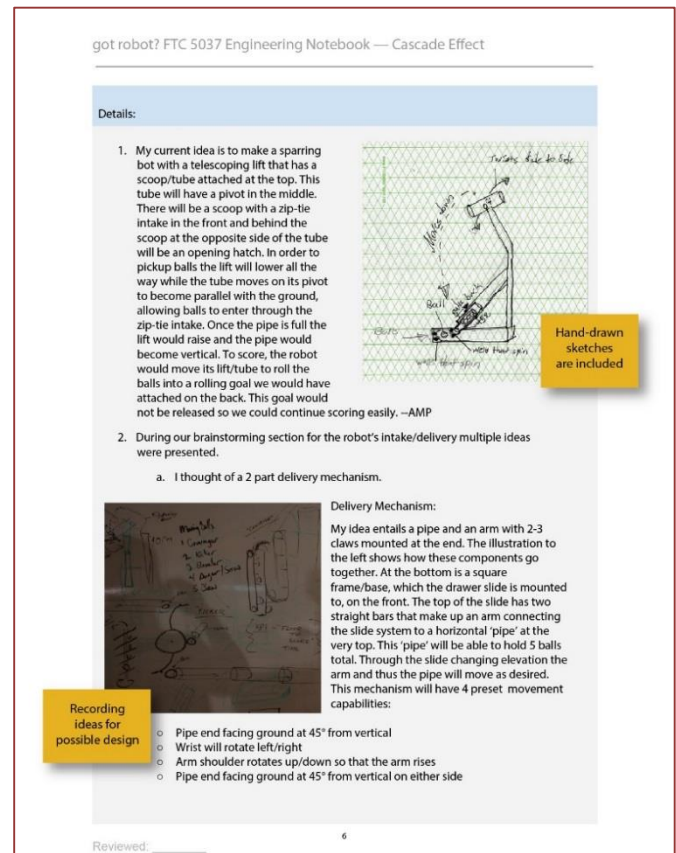 got robot? FTC 5037 Engineering Notebook — Cascade Effect
Details:
1. My current idea is to make a sparring
bot with a telescoping lift that has a
scoop/tube attached at the top. This
tube will have a pivot in the middle.
There will be a scoop with a zip-tie
intake in the front and behind the
scoop at the opposite side of the tube
will be an opening hatch. In order to
pickup balls the lift will lower all the
way while the tube moves on its pivot
to become parallel with the ground,
allowing balls to enter through the
zip-tie intake. Once the pipe is full the
lift would raise and the pipe would
become vertical. To score, the robot
would move its lift/tube to roll the
balls into a rolling goal we would have
attached on the back. This goal would
not be released so we could continue scoring easily. --AMP
side to side
Moves down
Ball
Balls
Hand-drawn
sketches
are included
2. During our brainstorming section for the robot's intake/delivery multiple ideas
were presented.
a. I thought of a 2 part delivery mechanism.
Delivery Mechanism:
My idea entails a pipe and an arm with 2-3
claws mounted at the end. The illustration to
the left shows how these components go
together. At the bottom is a square
frame/base, which the drawer slide is mounted
to, on the front. The top of the slide has two
straight bars that make up an arm connecting
the slide system to a horizontal 'pipe' at the
very top. This 'pipe' will be able to hold 5 balls
total. Through the slide changing elevation the
arm and thus the pipe will move as desired.
This mechanism will have 4 preset movement
capabilities:
Recording
ideas for
possible design
○ Pipe end facing ground at 45° from vertical
○ Wrist will rotate left/right
○ Arm shoulder rotates up/down so that the arm rises
○ Pipe end facing ground at 45° from vertical on either side
6
Reviewed: ________